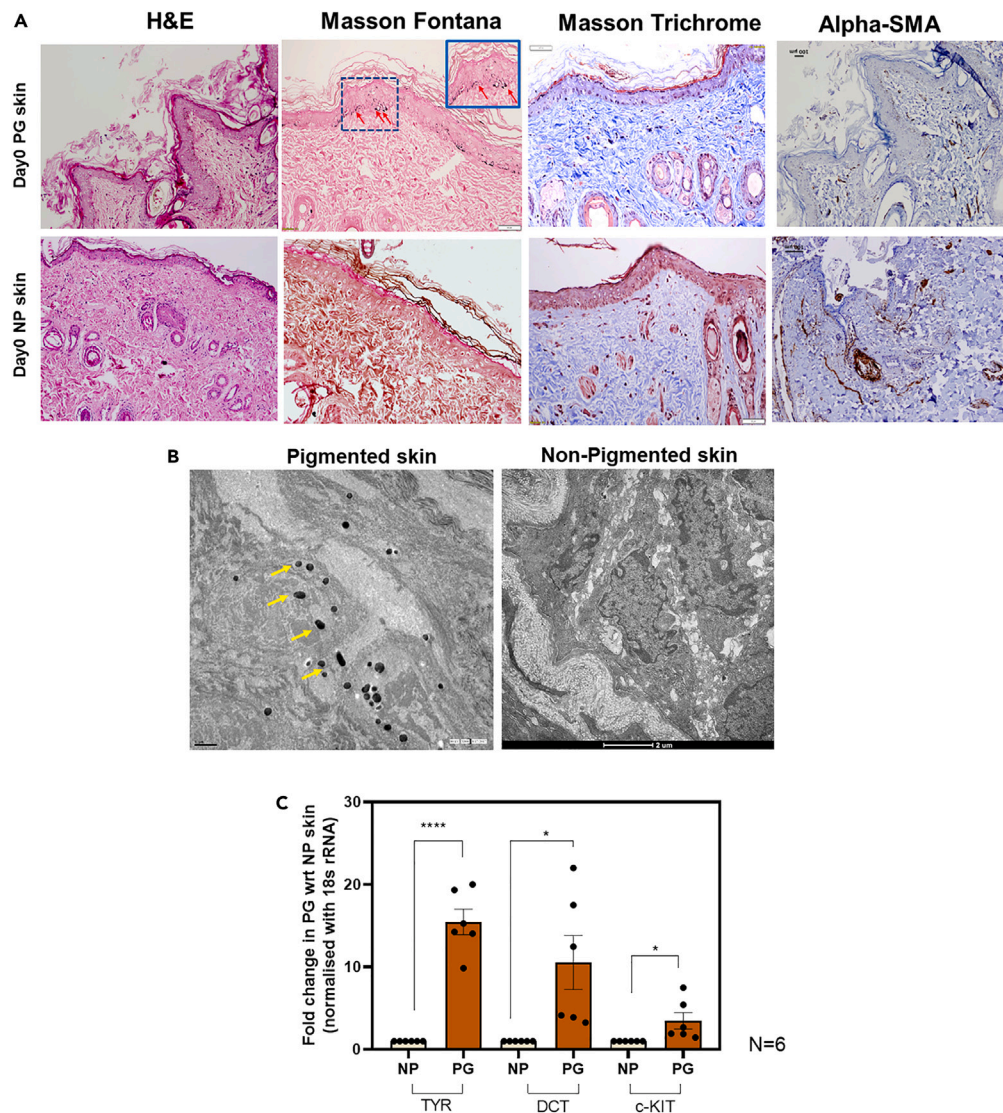 A
H&E
Masson Fontana
Masson Trichrome
Alpha-SMA
Day0 PG skin
100 µm
Day0 NP skin
B
Pigmented skin
Non-Pigmented skin
2 um
C
Fold change in PG wrt NP skin
(normalised with 18s rRNA)
30
20
10
0
****
*
*
NP
PG
NP
PG
NP
PG
TYR
DCT
c-KIT
N=6